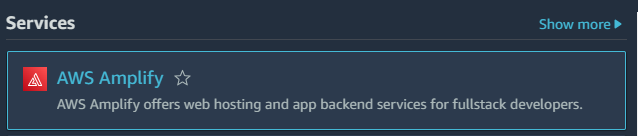 Services
Show more
AWS Amplify
AWS Amplify offers web hosting and app backend services for fullstack developers.